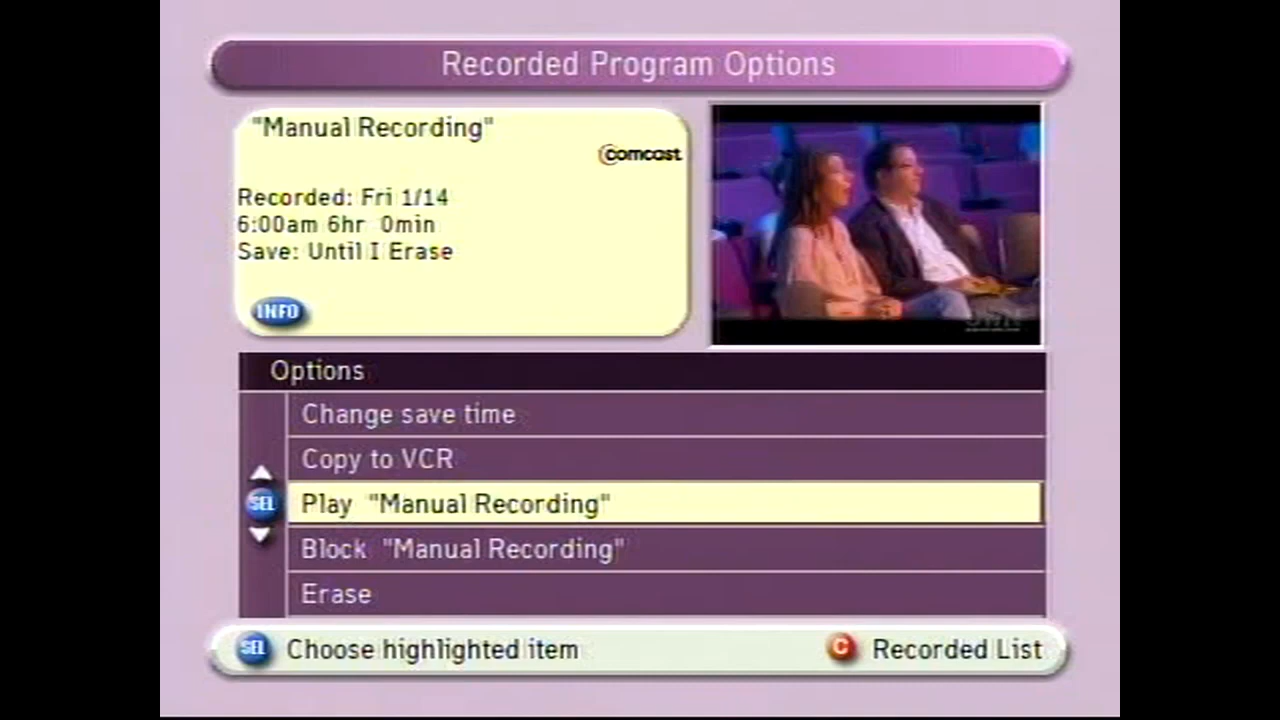 Recorded Program Options
"Manual Recording"
comcast
Recorded: Fri 1/14
6:00am 6hr 0min
Save: Until I Erase
INFO
OWN
Options
Change save time
Copy to VCR
SEL
Play "Manual Recording"
Block "Manual Recording"
Erase
SEL Choose highlighted item
C Recorded List